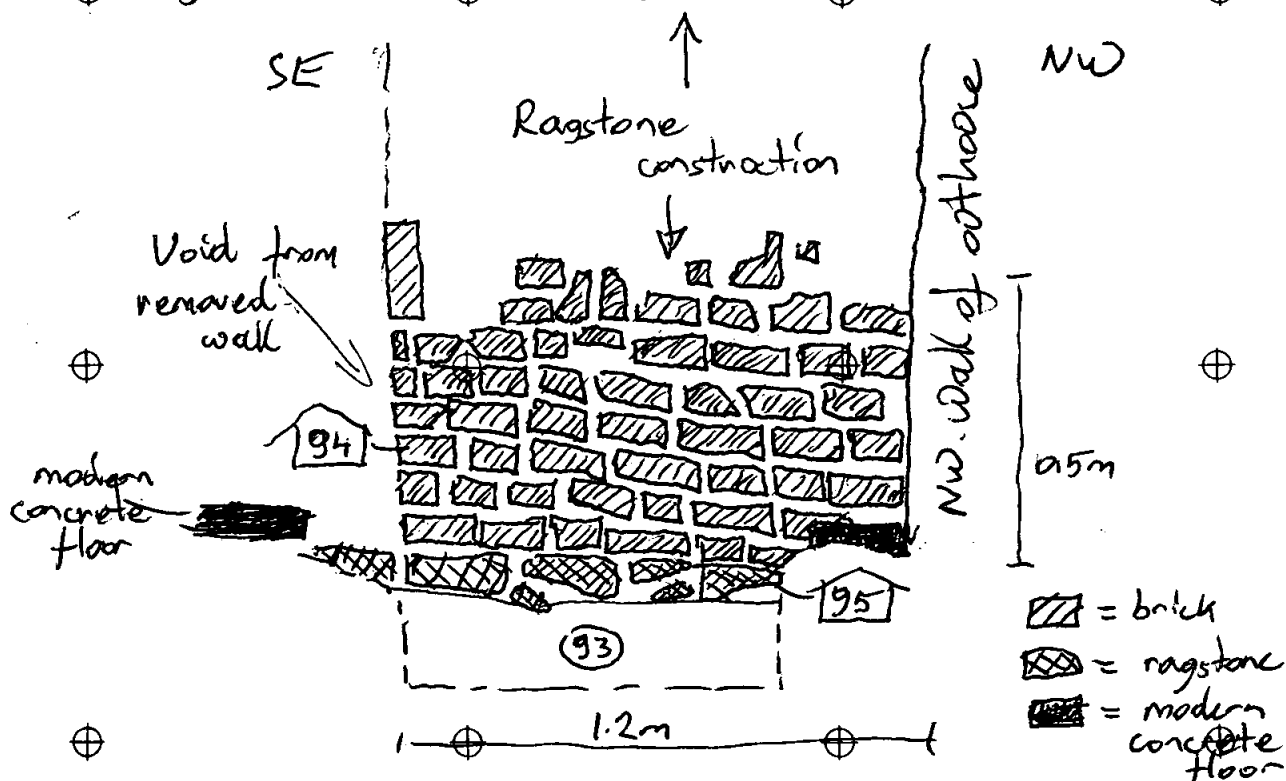 SE
NW
Ragstone
construction
Void from
removed
wall
NW. wall of outhouse
94
0.5m
modern
concrete
floor
95
93
= brick
= ragstone
= modern
concrete
floor
1.2m